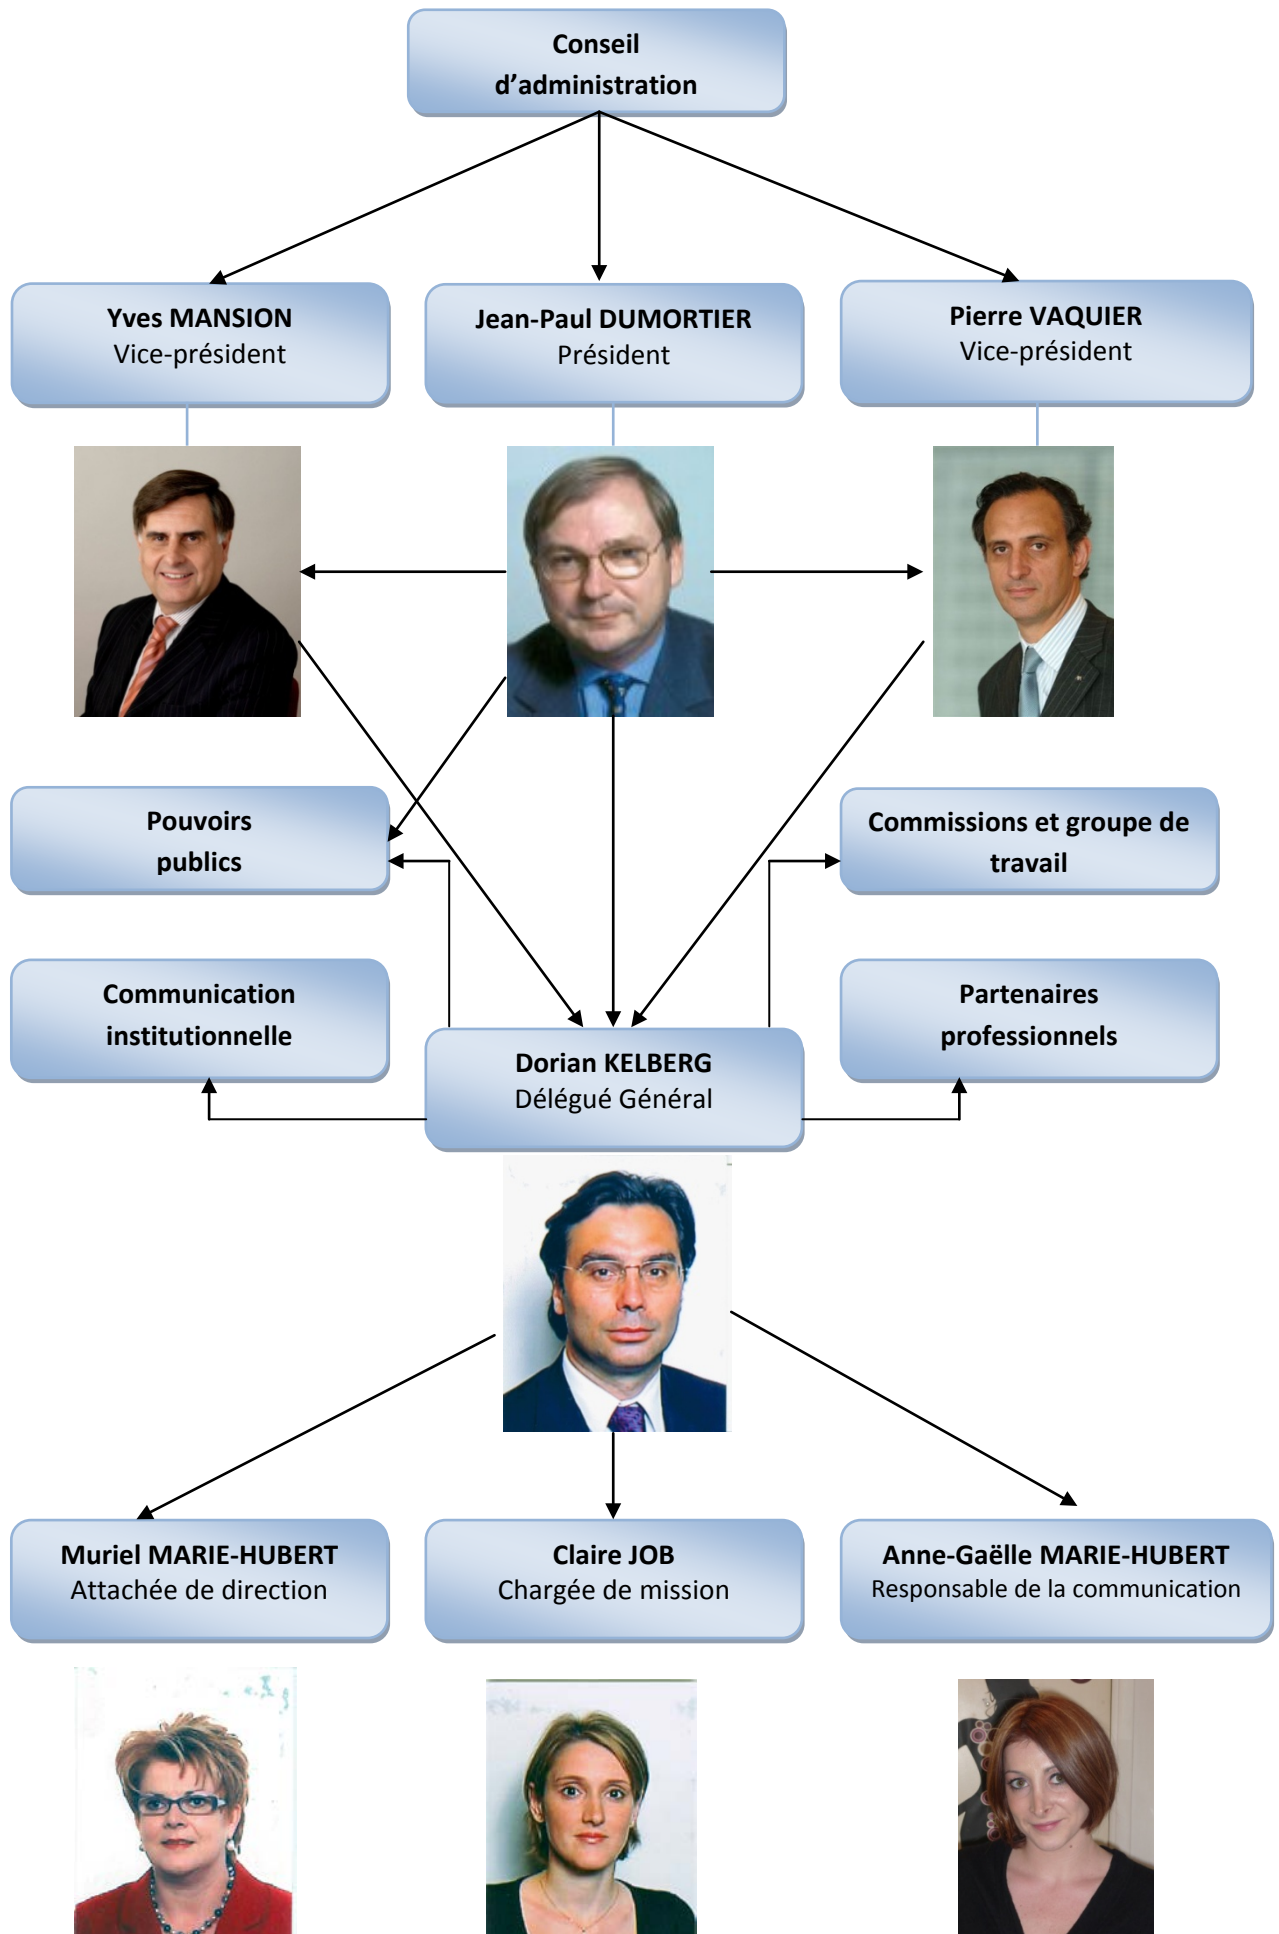 Conseil
d’administration
Yves MANSION
Vice-président
Jean-Paul DUMORTIER
Président
Pierre VAQUIER
Vice-président
Pouvoirs
publics
Commissions et groupe de
travail
Communication
institutionnelle
Partenaires
professionnels
Dorian KELBERG
Délégué Général
Muriel MARIE-HUBERT
Attachée de direction
Claire JOB
Chargée de mission
Anne-Gaëlle MARIE-HUBERT
Responsable de la communication